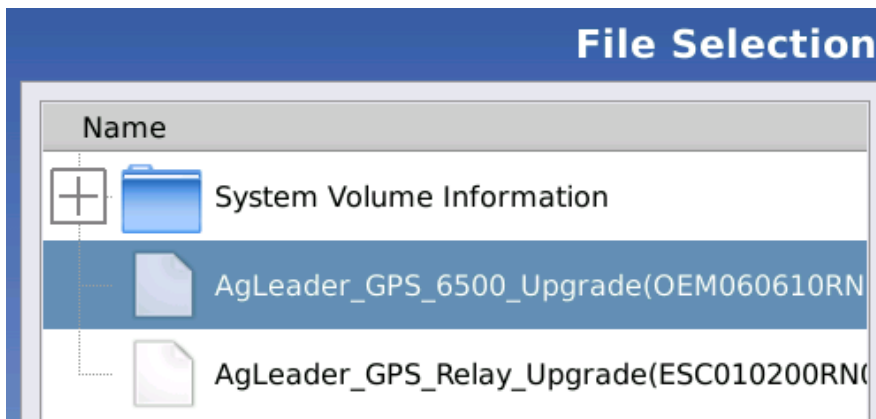 File Selection
Name
System Volume Information
AgLeader_GPS_6500_Upgrade(OEM060610RN
AgLeader_GPS_Relay_Upgrade(ESC010200RN